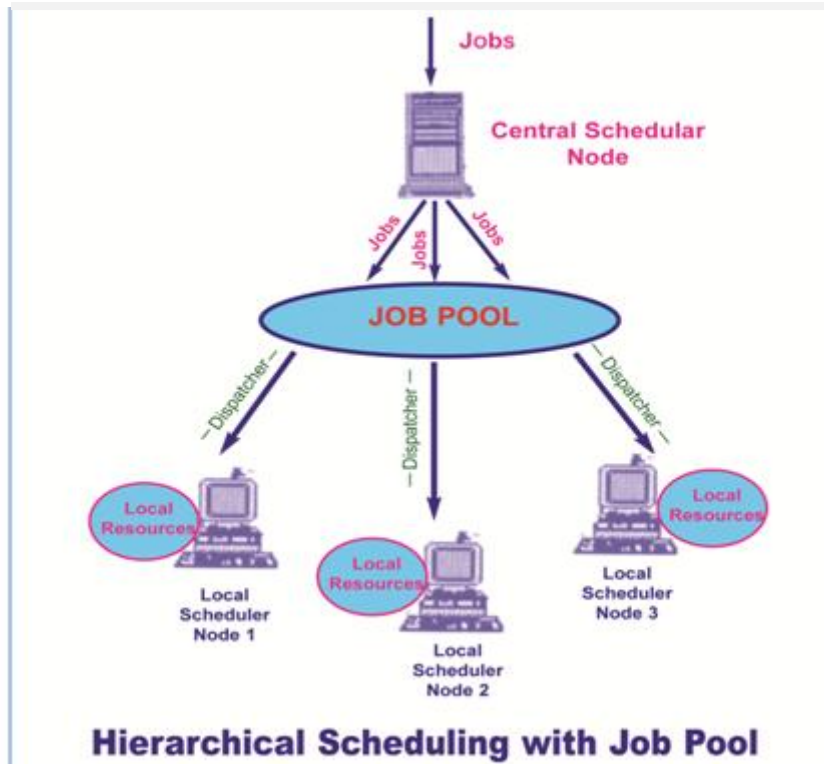 Jobs
Central Schedular
Node
Jobs
Jobs
Jobs
JOB POOL
— Dispatcher —
— Dispatcher —
— Dispatcher —
Local
Resources
Local
Scheduler
Node 1
Local
Resources
Local
Scheduler
Node 2
Local
Resources
Local
Scheduler
Node 3
Hierarchical Scheduling with Job Pool